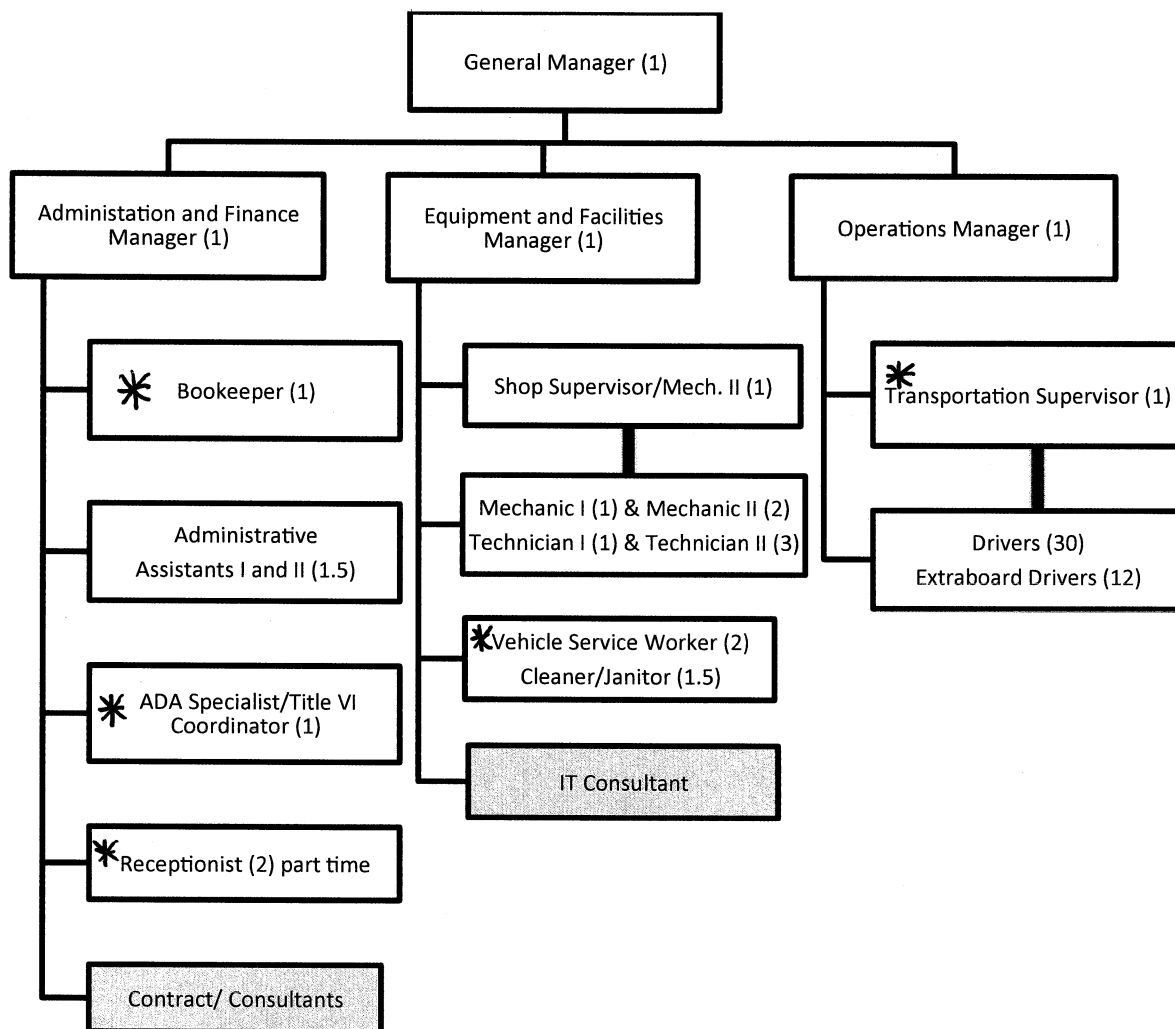 General Manager (1)
Administation and Finance
Manager (1)
Equipment and Facilities
Manager (1)
Operations Manager (1)
Bookeeper (1)
Administrative
Assistants I and II (1.5)
ADA Specialist/Title VI
Coordinator (1)
Receptionist (2) part time
Contract/ Consultants
Shop Supervisor/Mech. II (1)
Mechanic I (1) & Mechanic II (2)
Technician I (1) & Technician II (3)
Vehicle Service Worker (2)
Cleaner/Janitor (1.5)
IT Consultant
Transportation Supervisor (1)
Drivers (30)
Extraboard Drivers (12)